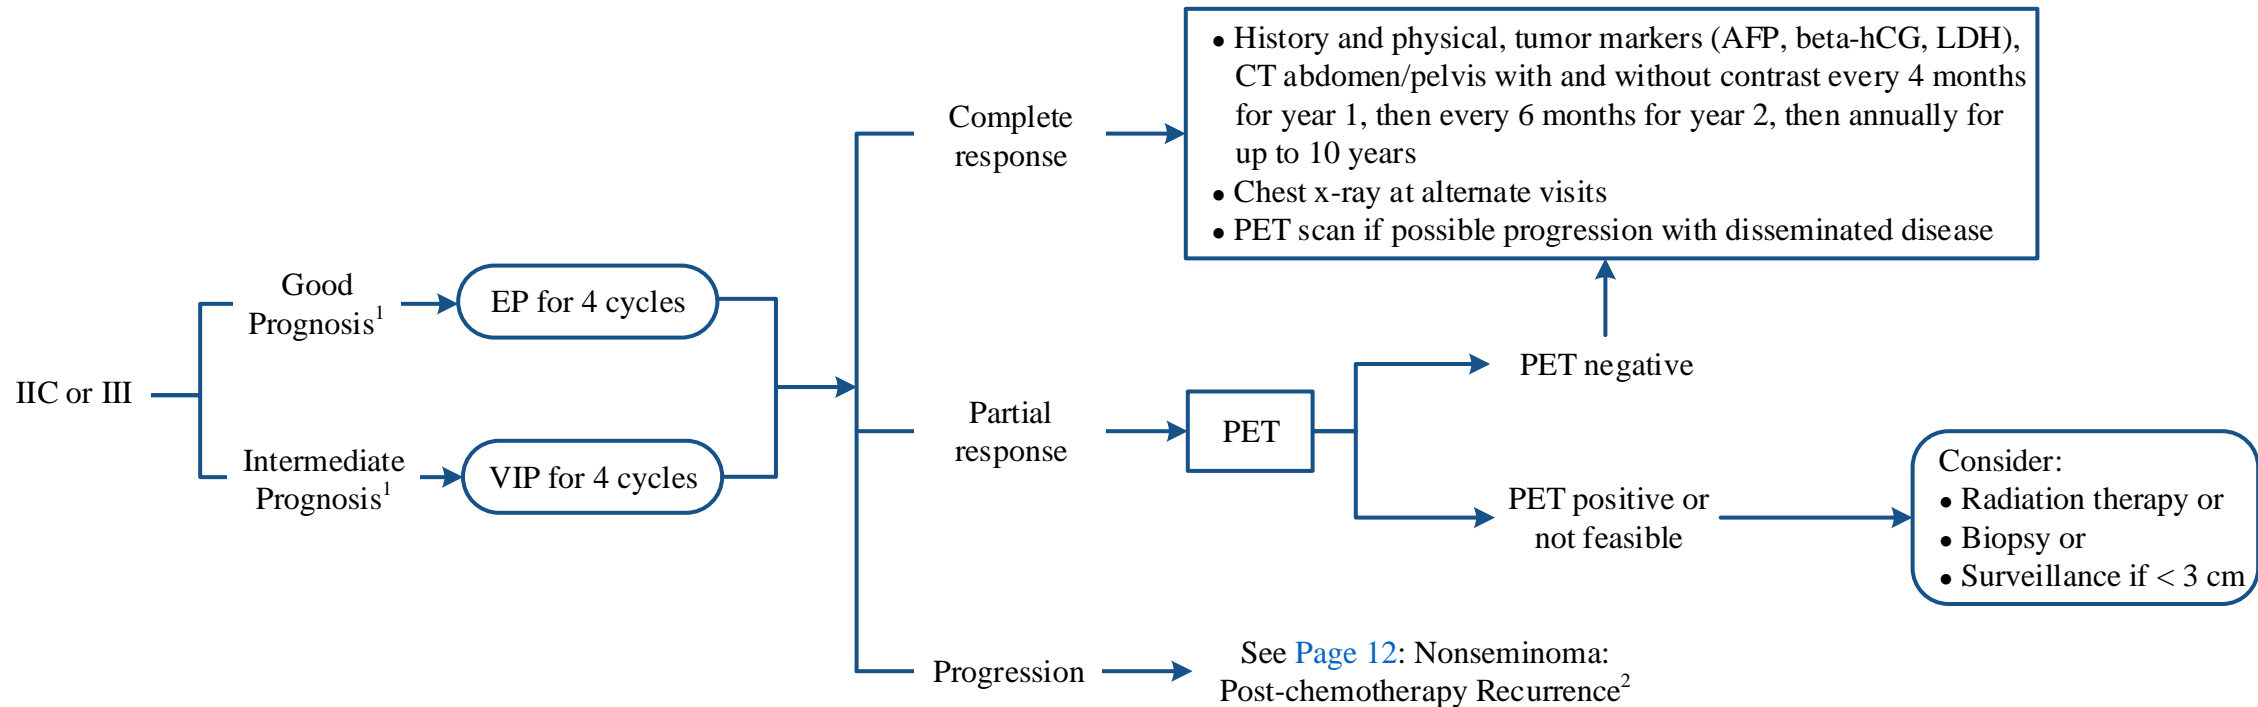 IIC or III
Good
Prognosis1
EP for 4 cycles
Intermediate
Prognosis1
VIP for 4 cycles
Complete
response
• History and physical, tumor markers (AFP, beta-hCG, LDH),
CT abdomen/pelvis with and without contrast every 4 months
for year 1, then every 6 months for year 2, then annually for
up to 10 years
• Chest x-ray at alternate visits
• PET scan if possible progression with disseminated disease
Partial
response
PET
PET negative
PET positive or
not feasible
Consider:
• Radiation therapy or
• Biopsy or
• Surveillance if < 3 cm
Progression
See Page 12: Nonseminoma:
Post-chemotherapy Recurrence2